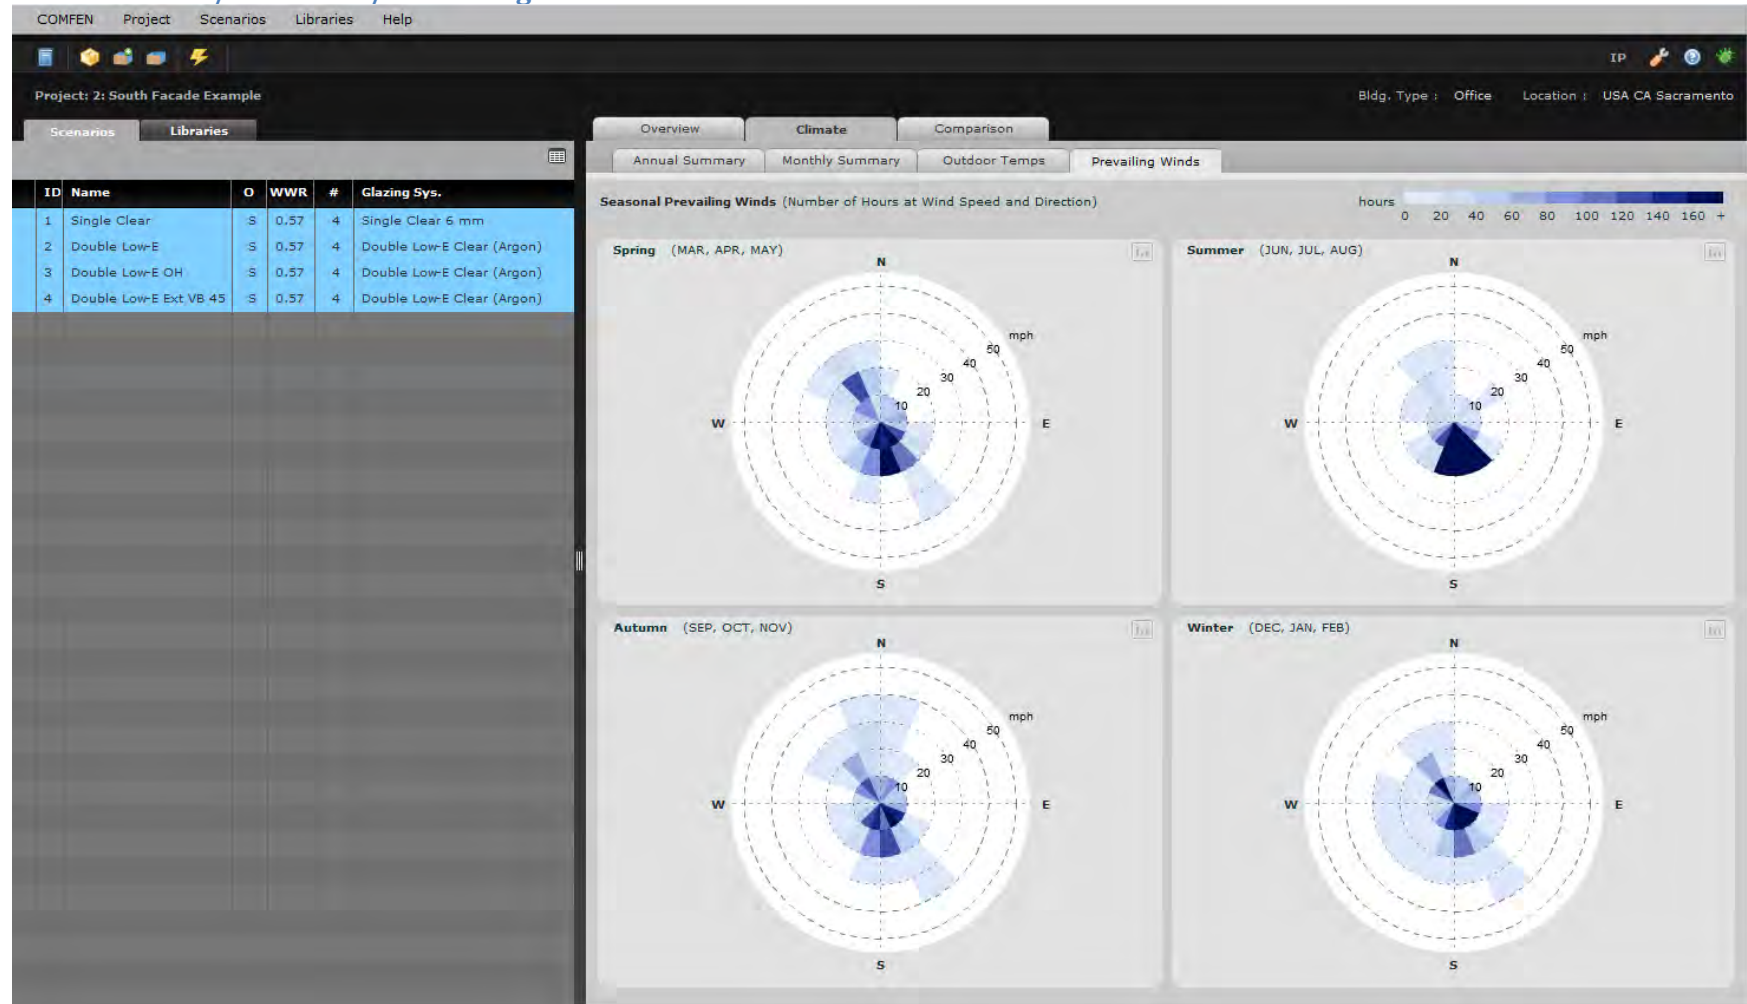 COMFEN Project Scenarios Libraries Help
IP
Project: 2: South Facade Example
Bldg. Type : Office Location : USA CA Sacramento
Scenarios Libraries
Overview Climate Comparison
Annual Summary Monthly Summary Outdoor Temps Prevailing Winds
ID Name O WWR # Glazing Sys.
1 Single Clear S 0.57 4 Single Clear 6 mm
2 Double Low-E S 0.57 4 Double Low-E Clear (Argon)
3 Double Low-E OH S 0.57 4 Double Low-E Clear (Argon)
4 Double Low-E Ext VB 45 S 0.57 4 Double Low-E Clear (Argon)
Seasonal Prevailing Winds (Number of Hours at Wind Speed and Direction)
hours
0 20 40 60 80 100 120 140 160 +
Spring (MAR, APR, MAY)
N
mph
50
40
30
20
10
W
E
S
Summer (JUN, JUL, AUG)
N
mph
50
40
30
20
10
W
E
S
Autumn (SEP, OCT, NOV)
N
mph
50
40
30
20
10
W
E
S
Winter (DEC, JAN, FEB)
N
mph
50
40
30
20
10
W
E
S